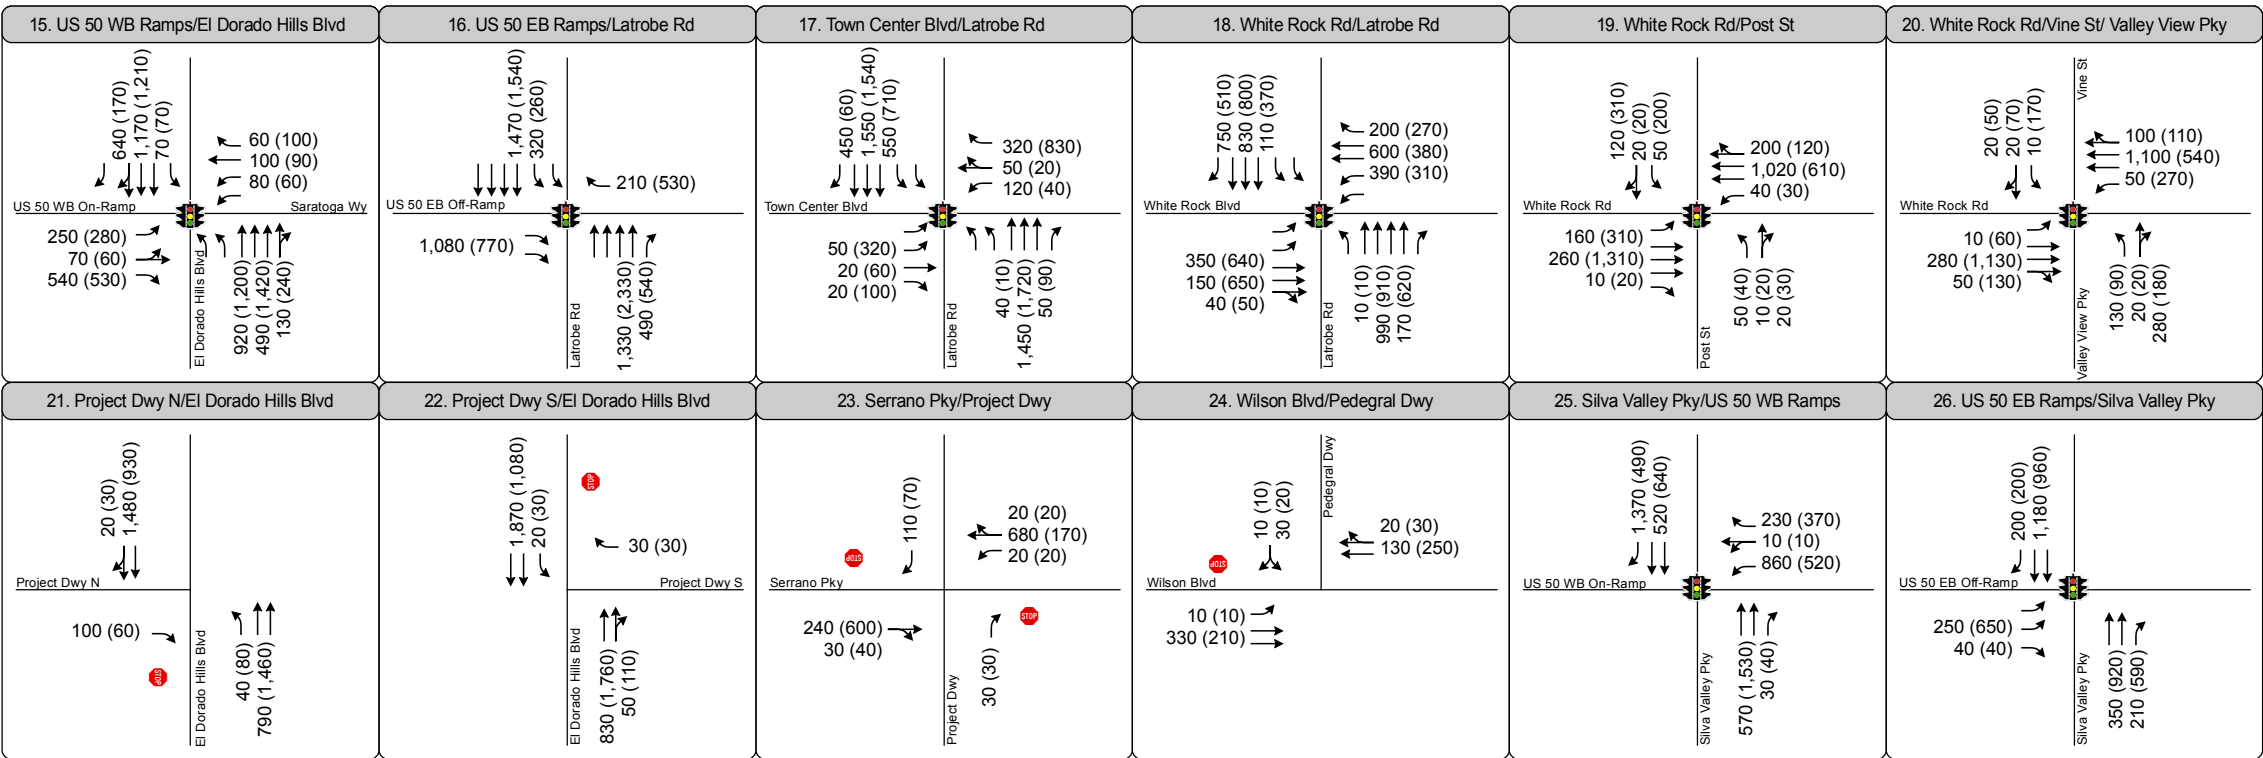 15. US 50 WB Ramps/El Dorado Hills Blvd
640 (170)
1,170 (1,210)
70 (70)
60 (100)
100 (90)
80 (60)
US 50 WB On-Ramp
Saratoga Wy
250 (280)
70 (60)
540 (530)
El Dorado Hills Blvd
920 (1,200)
490 (1,420)
130 (240)
16. US 50 EB Ramps/Latrobe Rd
1,470 (1,540)
320 (260)
210 (530)
US 50 EB Off-Ramp
1,080 (770)
Latrobe Rd
1,330 (2,330)
490 (540)
17. Town Center Blvd/Latrobe Rd
450 (60)
1,550 (1,540)
550 (710)
320 (830)
50 (20)
120 (40)
Town Center Blvd
50 (320)
20 (60)
20 (100)
Latrobe Rd
40 (10)
1,450 (1,720)
50 (90)
18. White Rock Rd/Latrobe Rd
750 (510)
830 (800)
110 (370)
200 (270)
600 (380)
390 (310)
White Rock Blvd
350 (640)
150 (650)
40 (50)
Latrobe Rd
10 (10)
990 (910)
170 (620)
19. White Rock Rd/Post St
120 (310)
20 (20)
50 (200)
200 (120)
1,020 (610)
40 (30)
White Rock Rd
160 (310)
260 (1,310)
10 (20)
Post St
50 (40)
10 (20)
20 (30)
20. White Rock Rd/Vine St/ Valley View Pky
Vine St
20 (50)
20 (70)
10 (170)
100 (110)
1,100 (540)
50 (270)
White Rock Rd
10 (60)
280 (1,130)
50 (130)
Valley View Pky
130 (90)
20 (20)
280 (180)
21. Project Dwy N/El Dorado Hills Blvd
20 (30)
1,480 (930)
Project Dwy N
100 (60)
STOP
El Dorado Hills Blvd
40 (80)
790 (1,460)
22. Project Dwy S/El Dorado Hills Blvd
1,870 (1,080)
20 (30)
STOP
30 (30)
Project Dwy S
El Dorado Hills Blvd
830 (1,760)
50 (110)
23. Serrano Pky/Project Dwy
110 (70)
STOP
20 (20)
680 (170)
20 (20)
Serrano Pky
240 (600)
30 (40)
Project Dwy
30 (30)
STOP
24. Wilson Blvd/Pedegral Dwy
Pedegral Dwy
10 (10)
30 (20)
STOP
20 (30)
130 (250)
Wilson Blvd
10 (10)
330 (210)
25. Silva Valley Pky/US 50 WB Ramps
1,370 (490)
520 (640)
230 (370)
10 (10)
860 (520)
US 50 WB On-Ramp
Silva Valley Pky
570 (1,530)
30 (40)
26. US 50 EB Ramps/Silva Valley Pky
200 (200)
1,180 (960)
US 50 EB Off-Ramp
250 (650)
40 (40)
Silva Valley Pky
350 (920)
210 (590)